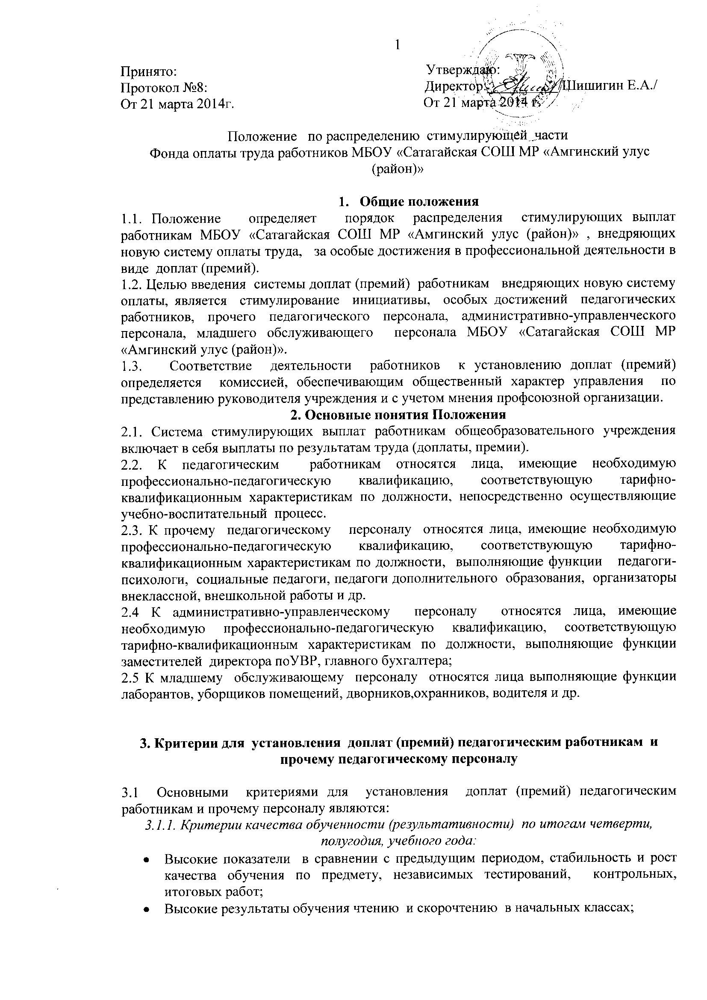 1
Принято: Утверждаю:
Протокол №8: Директор: /Шишигин Е.А./
От 21 марта 2014г. От 21 марта 2014 г.
Положение по распределению стимулирующей части
Фонда оплаты труда работников МБОУ «Сатагайская СОШ МР «Амгинский улус
(район)»
1. Общие положения
1.1. Положение определяет порядок распределения стимулирующих выплат
работникам МБОУ «Сатагайская СОШ МР «Амгинский улус (район)» , внедряющих
новую систему оплаты труда, за особые достижения в профессиональной деятельности в
виде доплат (премий).
1.2. Целью введения системы доплат (премий) работникам внедряющих новую систему
оплаты, является стимулирование инициативы, особых достижений педагогических
работников, прочего педагогического персонала, административно-управленческого
персонала, младшего обслуживающего персонала МБОУ «Сатагайская СОШ МР
«Амгинский улус (район)».
1.3. Соответствие деятельности работников к установлению доплат (премий)
определяется комиссией, обеспечивающим общественный характер управления по
представлению руководителя учреждения и с учетом мнения профсоюзной организации.
2. Основные понятия Положения
2.1. Система стимулирующих выплат работникам общеобразовательного учреждения
включает в себя выплаты по результатам труда (доплаты, премии).
2.2. К педагогическим работникам относятся лица, имеющие необходимую
профессионально-педагогическую квалификацию, соответствующую тарифно-
квалификационным характеристикам по должности, непосредственно осуществляющие
учебно-воспитательный процесс.
2.3. К прочему педагогическому персоналу относятся лица, имеющие необходимую
профессионально-педагогическую квалификацию, соответствующую тарифно-
квалификационным характеристикам по должности, выполняющие функции педагоги-
психологи, социальные педагоги, педагоги дополнительного образования, организаторы
внеклассной, внешкольной работы и др.
2.4 К административно-управленческому персоналу относятся лица, имеющие
необходимую профессионально-педагогическую квалификацию, соответствующую
тарифно-квалификационным характеристикам по должности, выполняющие функции
заместителей директора поУВР, главного бухгалтера;
2.5 К младшему обслуживающему персоналу относятся лица выполняющие функции
лаборантов, уборщиков помещений, дворников,охранников, водителя и др.
3. Критерии для установления доплат (премий) педагогическим работникам и
прочему педагогическому персоналу
3.1 Основными критериями для установления доплат (премий) педагогическим
работникам и прочему персоналу являются:
3.1.1. Критерии качества обученности (результативности) по итогам четверти,
полугодия, учебного года:
• Высокие показатели в сравнении с предыдущим периодом, стабильность и рост
качества обучения по предмету, независимых тестирований, контрольных,
итоговых работ;
• Высокие результаты обучения чтению и скорочтению в начальных классах;